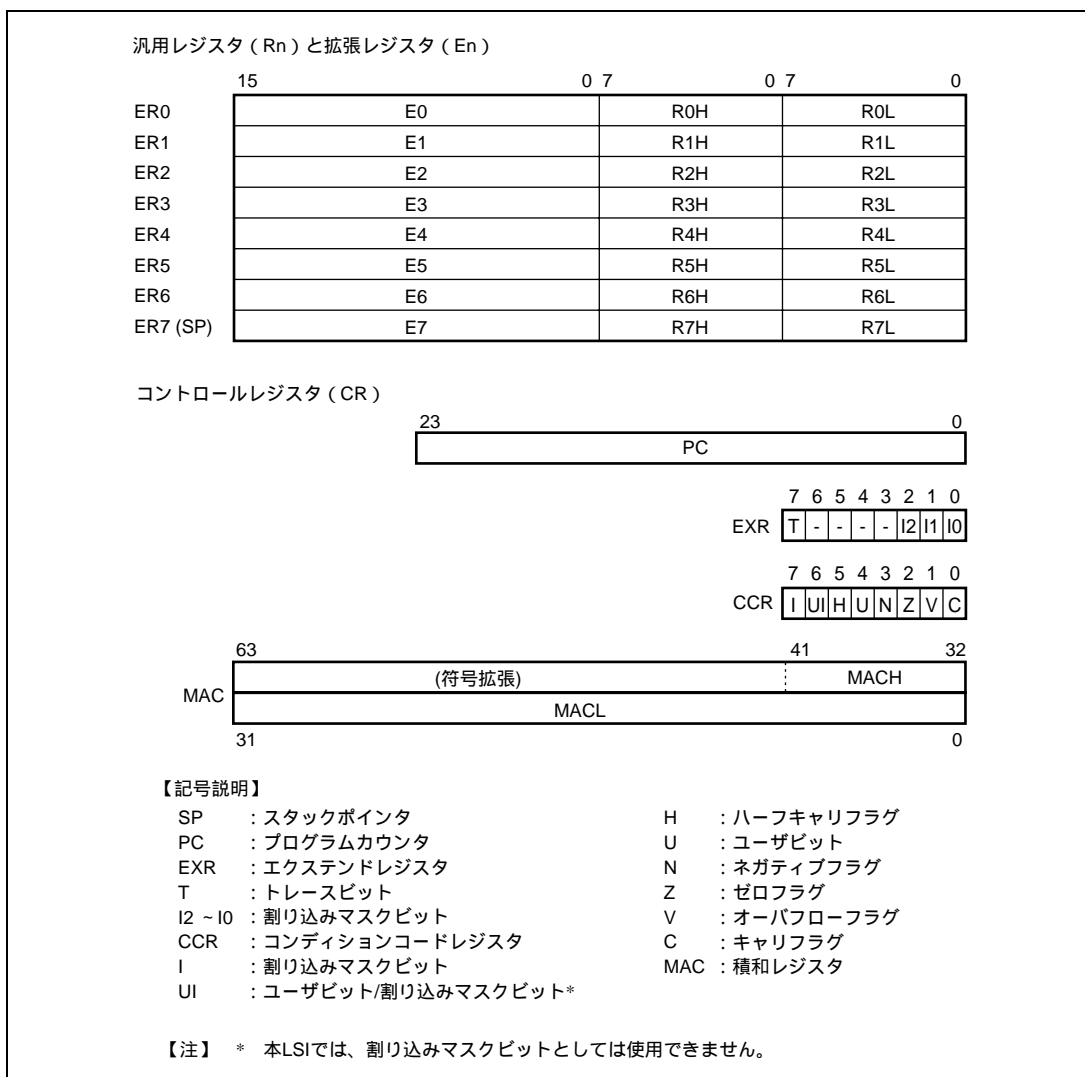 汎用レジスタ（Rn）と拡張レジスタ（En）
15 0 7 0 7 0
ER0 E0 R0H R0L
ER1 E1 R1H R1L
ER2 E2 R2H R2L
ER3 E3 R3H R3L
ER4 E4 R4H R4L
ER5 E5 R5H R5L
ER6 E6 R6H R6L
ER7 (SP) E7 R7H R7L
コントロールレジスタ（CR）
23 0
PC
7 6 5 4 3 2 1 0
EXR T - - - - I2 I1 I0
7 6 5 4 3 2 1 0
CCR I UI H U N Z V C
63 41 32
(符号拡張) MACH
MAC
MACL
31 0
【記号説明】
SP ：スタックポインタ
PC ：プログラムカウンタ
EXR ：エクステンドレジスタ
T ：トレースビット
I2 ~I0 ：割り込みマスクビット
CCR ：コンディションコードレジスタ
I ：割り込みマスクビット
UI ：ユーザビット/割り込みマスクビット*
H ：ハーフキャリフラグ
U ：ユーザビット
N ：ネガティブフラグ
Z ：ゼロフラグ
V ：オーバフローフラグ
C ：キャリフラグ
MAC ：積和レジスタ
【注】 * 本LSIでは、割り込みマスクビットとしては使用できません。